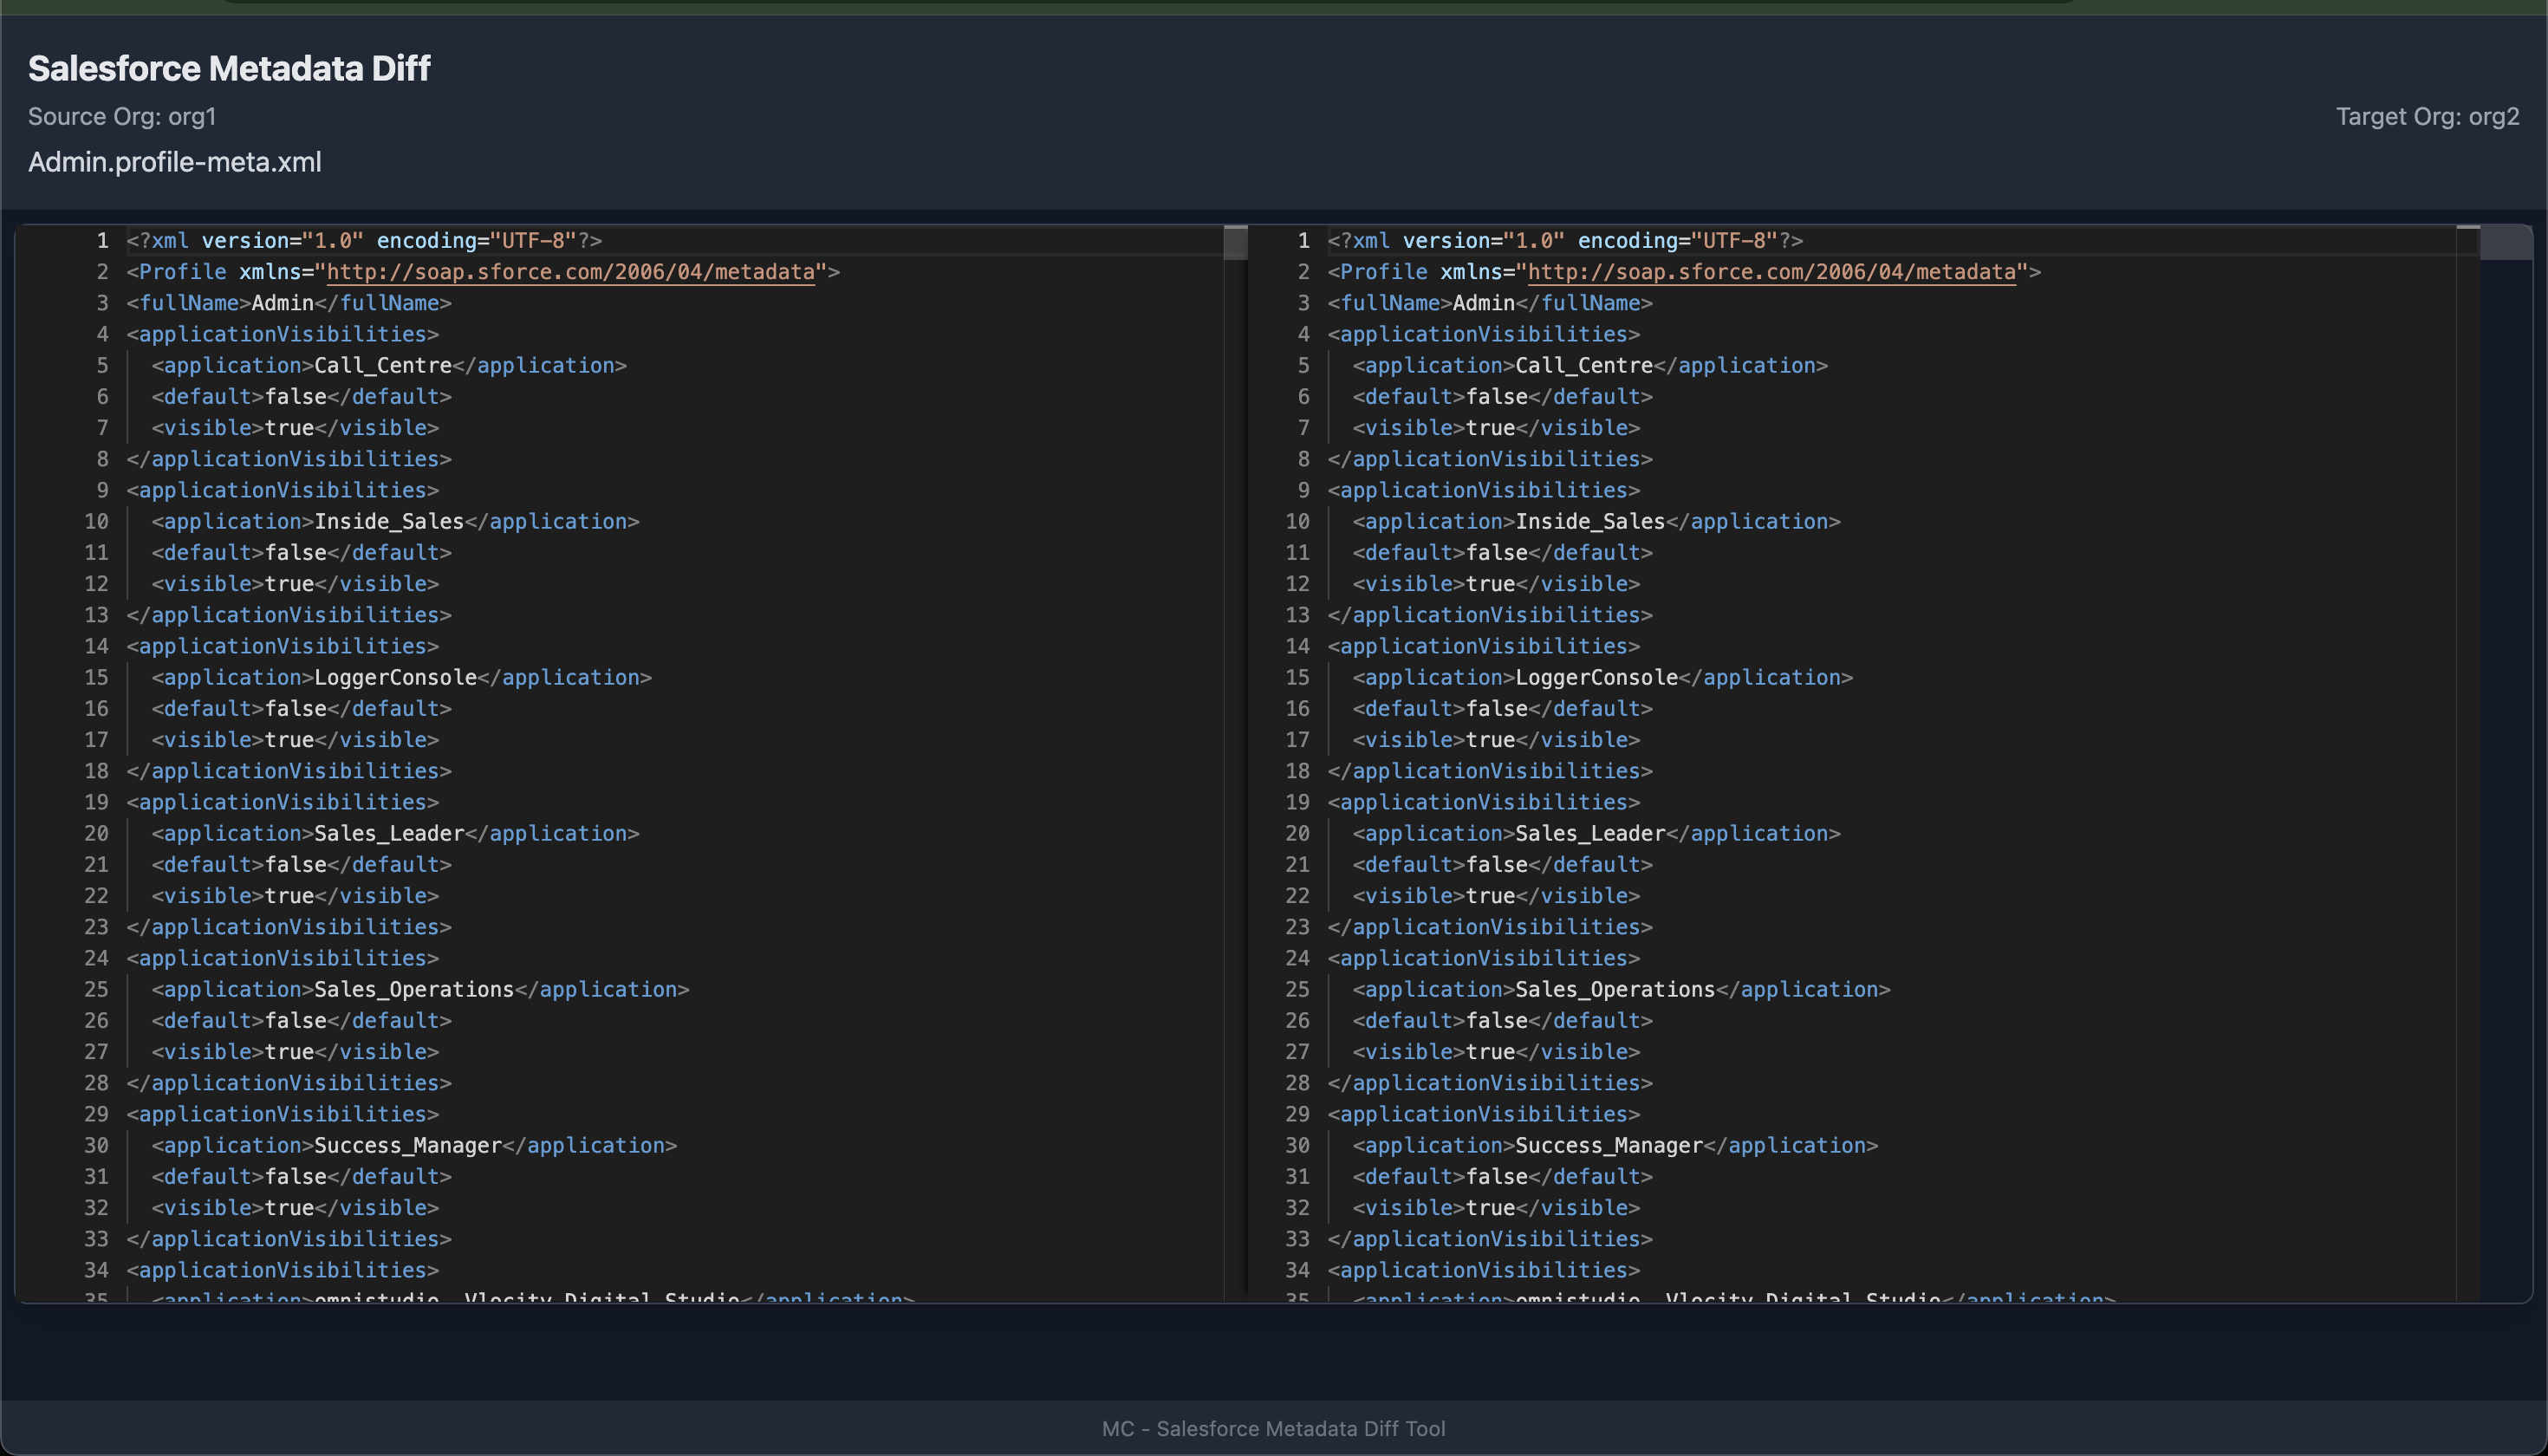 Salesforce Metadata Diff
Source Org: org1
Target Org: org2
Admin.profile-meta.xml
1 <?xml version="1.0" encoding="UTF-8"?>
2 <Profile xmlns="http://soap.sforce.com/2006/04/metadata">
3 <fullName>Admin</fullName>
4 <applicationVisibilities>
5 <application>Call_Centre</application>
6 <default>false</default>
7 <visible>true</visible>
8 </applicationVisibilities>
9 <applicationVisibilities>
10 <application>Inside_Sales</application>
11 <default>false</default>
12 <visible>true</visible>
13 </applicationVisibilities>
14 <applicationVisibilities>
15 <application>LoggerConsole</application>
16 <default>false</default>
17 <visible>true</visible>
18 </applicationVisibilities>
19 <applicationVisibilities>
20 <application>Sales_Leader</application>
21 <default>false</default>
22 <visible>true</visible>
23 </applicationVisibilities>
24 <applicationVisibilities>
25 <application>Sales_Operations</application>
26 <default>false</default>
27 <visible>true</visible>
28 </applicationVisibilities>
29 <applicationVisibilities>
30 <application>Success_Manager</application>
31 <default>false</default>
32 <visible>true</visible>
33 </applicationVisibilities>
34 <applicationVisibilities>
1 <?xml version="1.0" encoding="UTF-8"?>
2 <Profile xmlns="http://soap.sforce.com/2006/04/metadata">
3 <fullName>Admin</fullName>
4 <applicationVisibilities>
5 <application>Call_Centre</application>
6 <default>false</default>
7 <visible>true</visible>
8 </applicationVisibilities>
9 <applicationVisibilities>
10 <application>Inside_Sales</application>
11 <default>false</default>
12 <visible>true</visible>
13 </applicationVisibilities>
14 <applicationVisibilities>
15 <application>LoggerConsole</application>
16 <default>false</default>
17 <visible>true</visible>
18 </applicationVisibilities>
19 <applicationVisibilities>
20 <application>Sales_Leader</application>
21 <default>false</default>
22 <visible>true</visible>
23 </applicationVisibilities>
24 <applicationVisibilities>
25 <application>Sales_Operations</application>
26 <default>false</default>
27 <visible>true</visible>
28 </applicationVisibilities>
29 <applicationVisibilities>
30 <application>Success_Manager</application>
31 <default>false</default>
32 <visible>true</visible>
33 </applicationVisibilities>
34 <applicationVisibilities>
MC - Salesforce Metadata Diff Tool